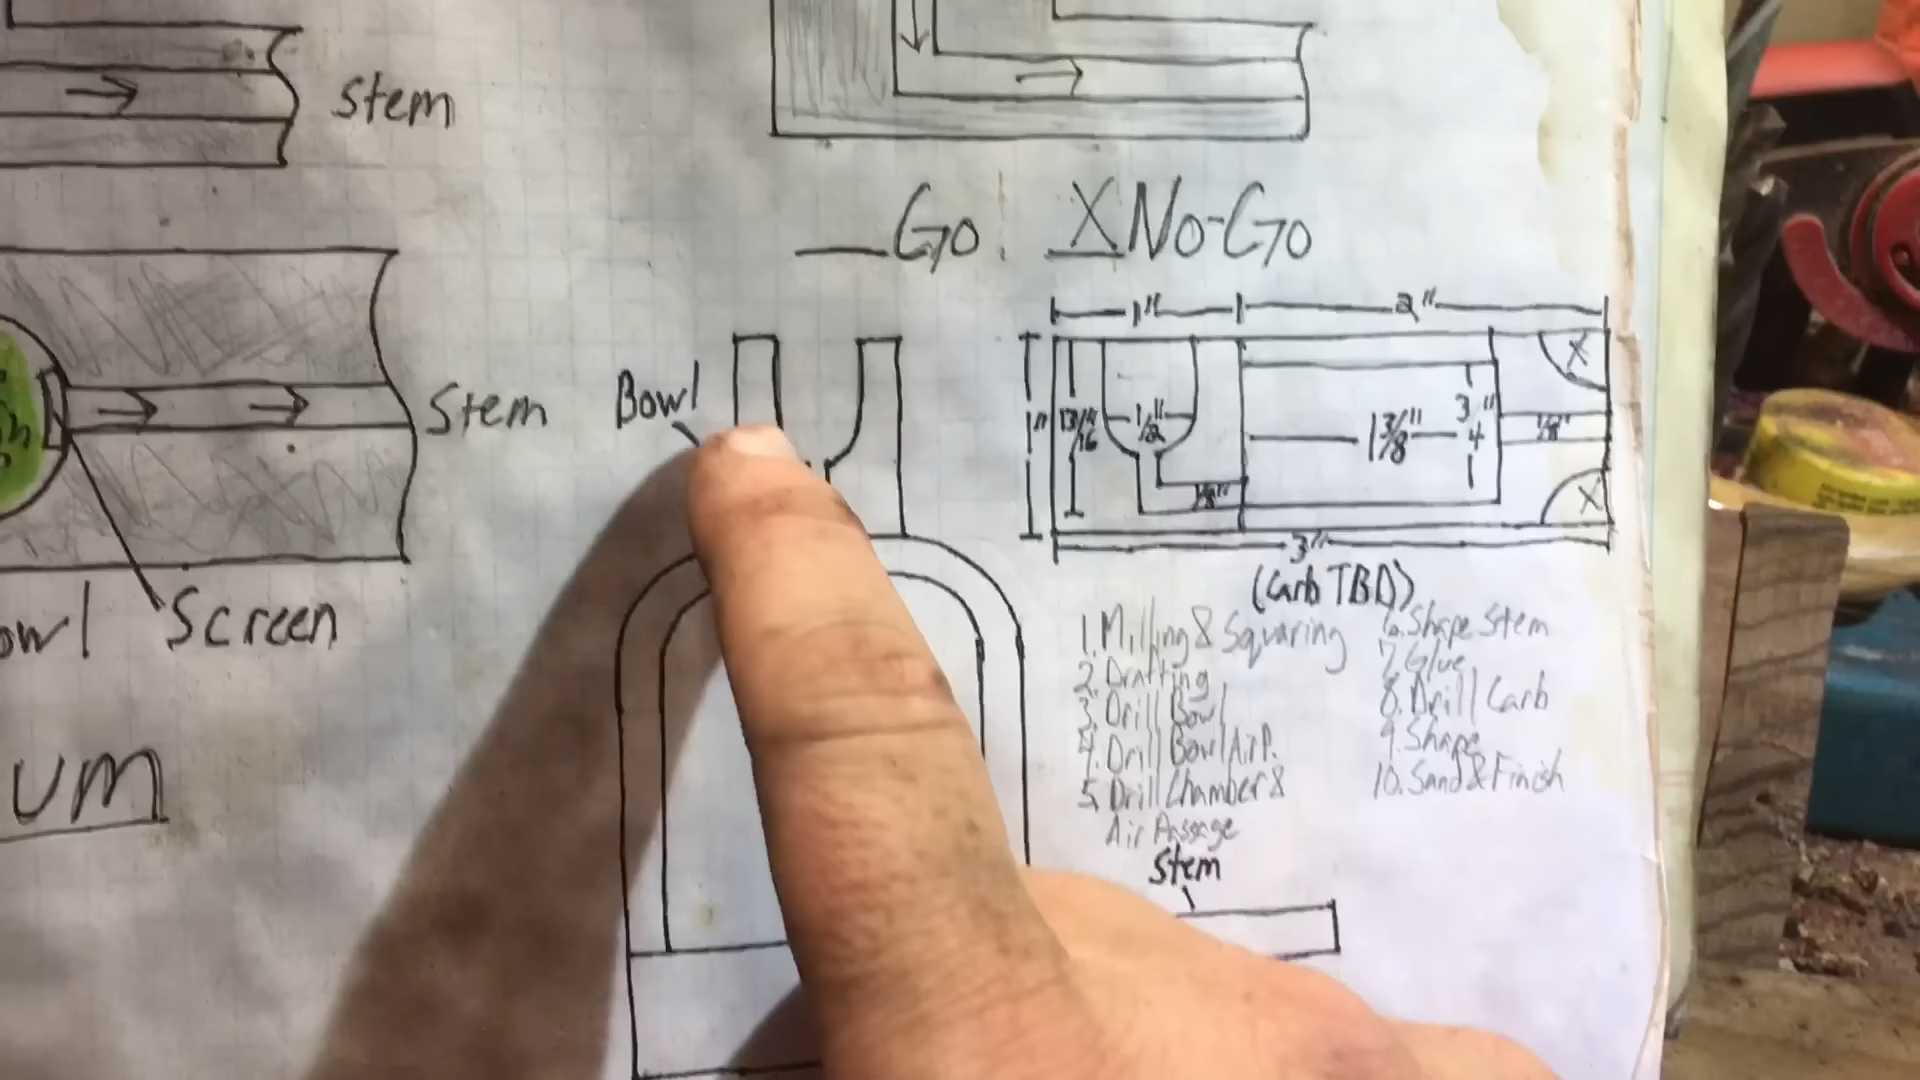 Stem
Go XNo-Go
1" 2"
Bowl
Stem
1" 13/16 1/2" 1 3/8" 3/4" 1/8" X
1/8" X
3"
(Carb TBD)
Screen
1. Milling & Squaring
2. Drafting
3. Drill Bowl
4. Drill Bowl Air P.
5. Drill Chamber &
Air Passage
6. Shape Stem
7. Glue
8. Drill Carb
9. Shape
10. Sand & Finish
UM
Stem